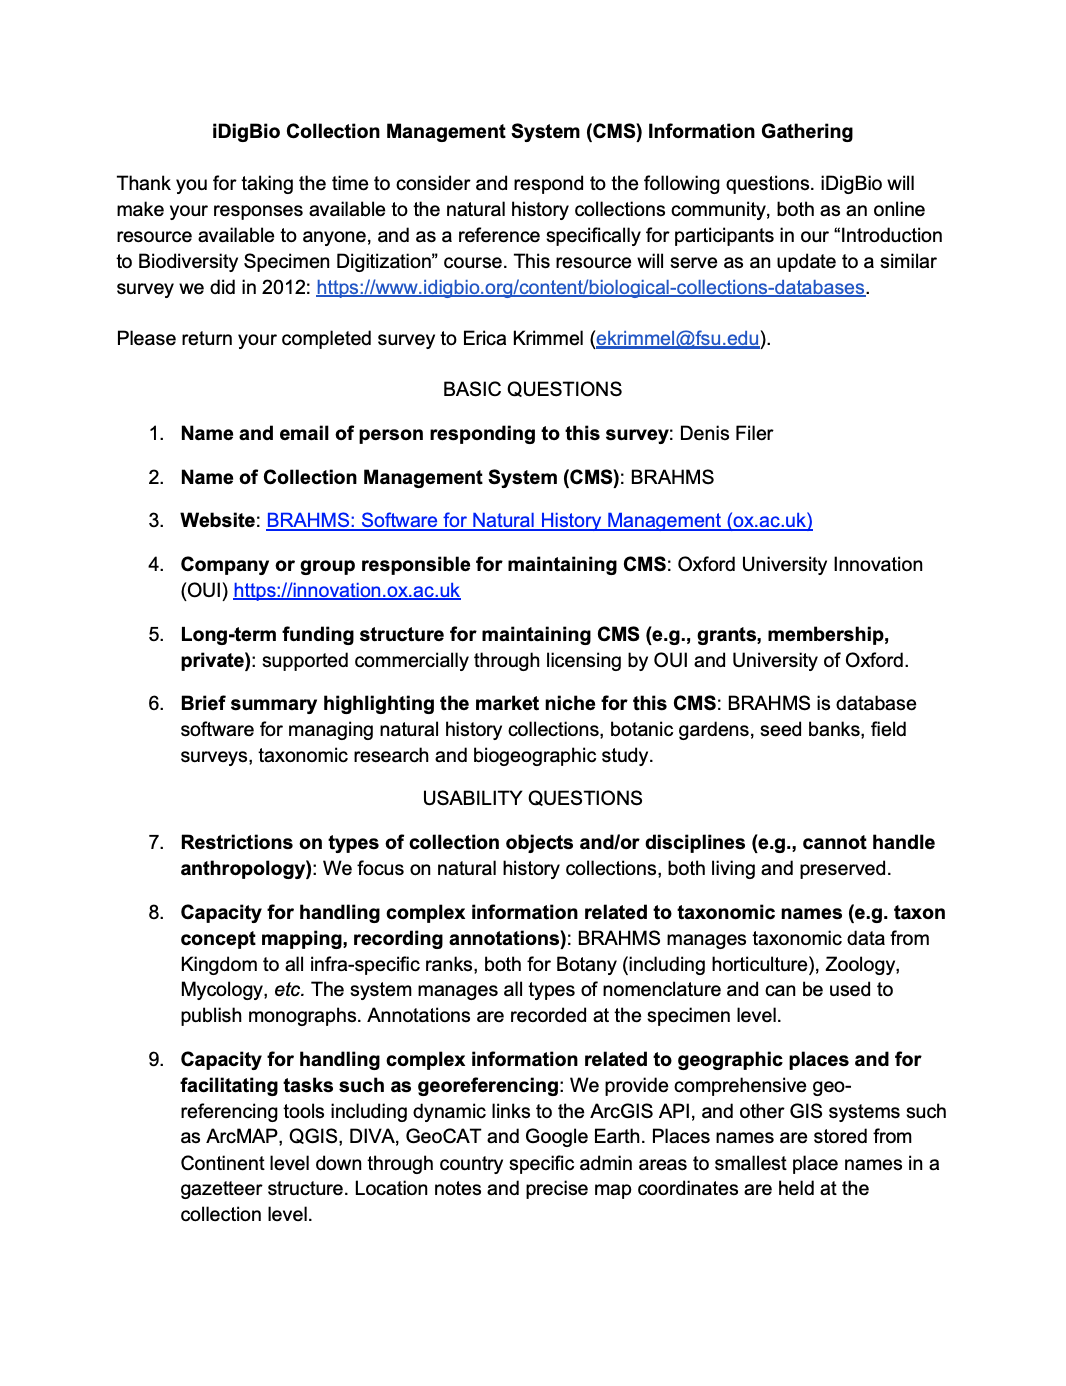 iDigBio Collection Management System (CMS) Information Gathering
Thank you for taking the time to consider and respond to the following questions. iDigBio will
make your responses available to the natural history collections community, both as an online
resource available to anyone, and as a reference specifically for participants in our “Introduction
to Biodiversity Specimen Digitization” course. This resource will serve as an update to a similar
survey we did in 2012: https://www.idigbio.org/content/biological-collections-databases.
Please return your completed survey to Erica Krimmel (ekrimmel@fsu.edu).
BASIC QUESTIONS
1. Name and email of person responding to this survey: Denis Filer
2. Name of Collection Management System (CMS): BRAHMS
3. Website: BRAHMS: Software for Natural History Management (ox.ac.uk)
4. Company or group responsible for maintaining CMS: Oxford University Innovation
(OUI) https://innovation.ox.ac.uk
5. Long-term funding structure for maintaining CMS (e.g., grants, membership,
private): supported commercially through licensing by OUI and University of Oxford.
6. Brief summary highlighting the market niche for this CMS: BRAHMS is database
software for managing natural history collections, botanic gardens, seed banks, field
surveys, taxonomic research and biogeographic study.
USABILITY QUESTIONS
7. Restrictions on types of collection objects and/or disciplines (e.g., cannot handle
anthropology): We focus on natural history collections, both living and preserved.
8. Capacity for handling complex information related to taxonomic names (e.g. taxon
concept mapping, recording annotations): BRAHMS manages taxonomic data from
Kingdom to all infra-specific ranks, both for Botany (including horticulture), Zoology,
Mycology, etc. The system manages all types of nomenclature and can be used to
publish monographs. Annotations are recorded at the specimen level.
9. Capacity for handling complex information related to geographic places and for
facilitating tasks such as georeferencing: We provide comprehensive geo-
referencing tools including dynamic links to the ArcGIS API, and other GIS systems such
as ArcMAP, QGIS, DIVA, GeoCAT and Google Earth. Places names are stored from
Continent level down through country specific admin areas to smallest place names in a
gazetteer structure. Location notes and precise map coordinates are held at the
collection level.